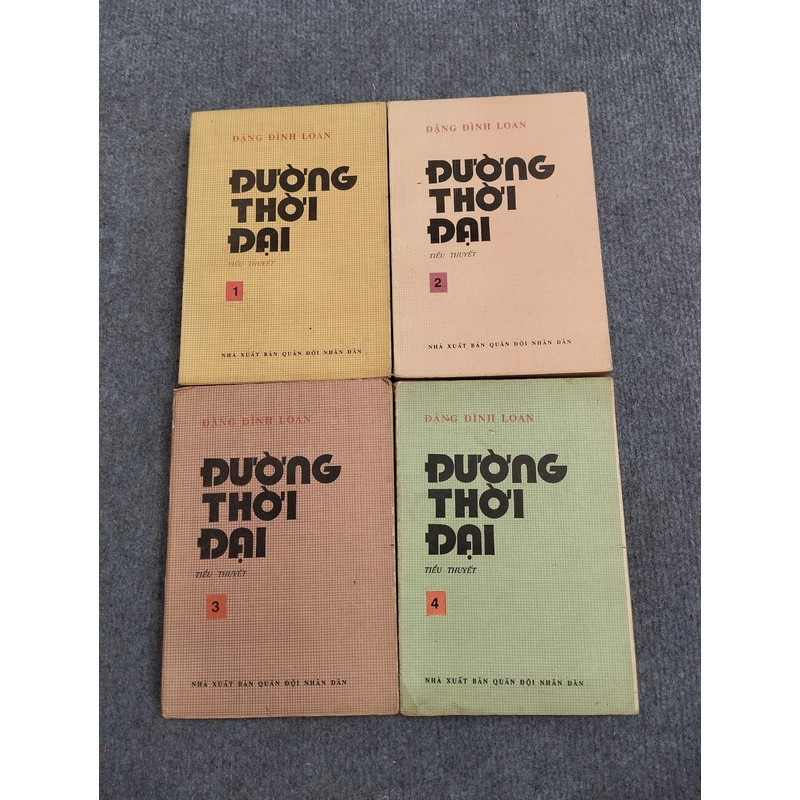 ĐẶNG ĐÌNH LOAN
ĐƯỜNG
THỜI
ĐẠI
TIỂU THUYẾT
1
NHÀ XUẤT BẢN QUÂN ĐỘI NHÂN DÂN
ĐẶNG ĐÌNH LOAN
ĐƯỜNG
THỜI
ĐẠI
TIỂU THUYẾT
2
NHÀ XUẤT BẢN QUÂN ĐỘI NHÂN DÂN
ĐẶNG ĐÌNH LOAN
ĐƯỜNG
THỜI
ĐẠI
TIỂU THUYẾT
3
NHÀ XUẤT BẢN QUÂN ĐỘI NHÂN DÂN
ĐẶNG ĐÌNH LOAN
ĐƯỜNG
THỜI
ĐẠI
TIỂU THUYẾT
4
NHÀ XUẤT BẢN QUÂN ĐỘI NHÂN DÂN